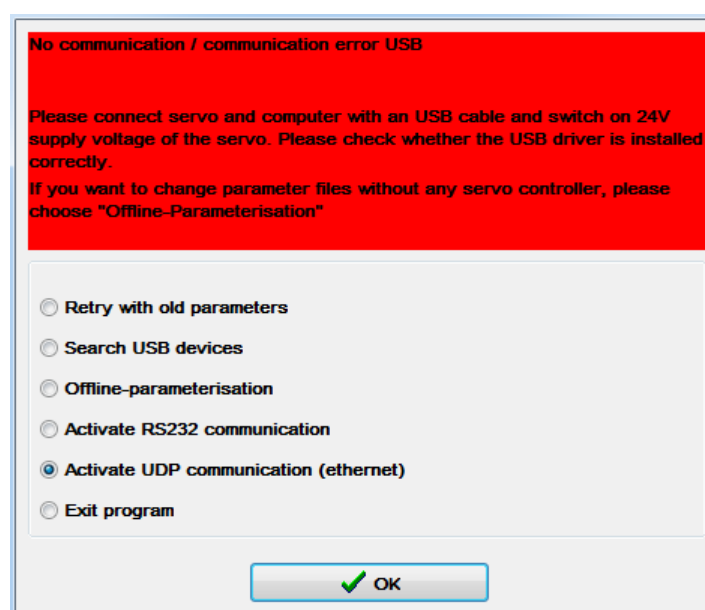 No communication / communication error USB
Please connect servo and computer with an USB cable and switch on 24V
supply voltage of the servo. Please check whether the USB driver is installed
correctly.
If you want to change parameter files without any servo controller, please
choose "Offline-Parameterisation"
Retry with old parameters
Search USB devices
Offline-parameterisation
Activate RS232 communication
Activate UDP communication (ethernet)
Exit program
OK